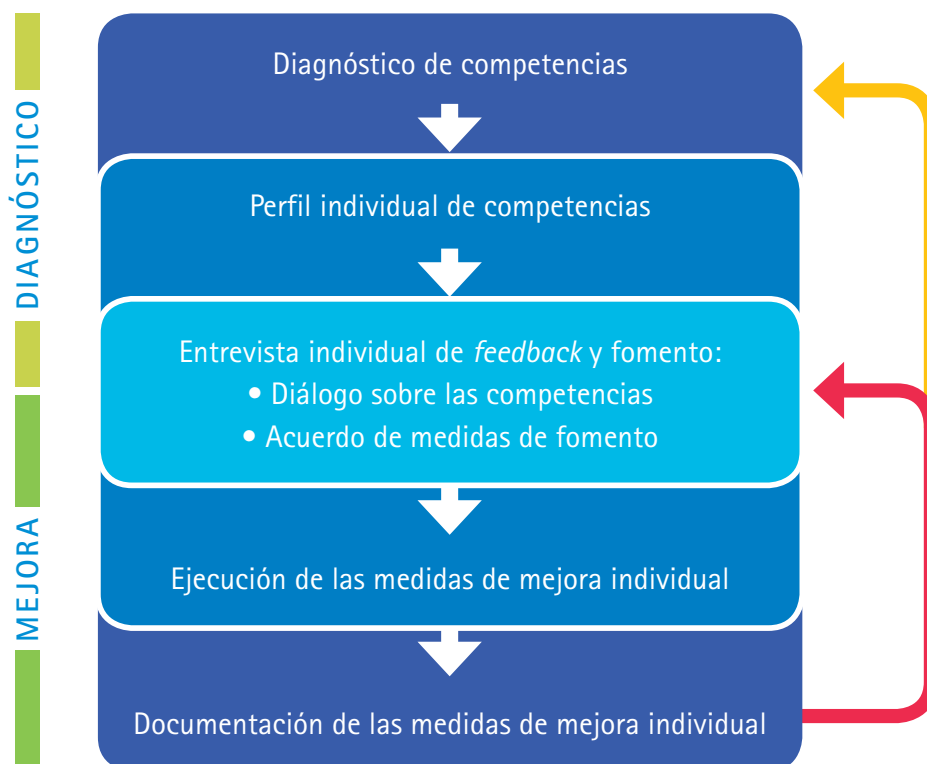 DIAGNÓSTICO
Diagnóstico de competencias
Perfil individual de competencias
Entrevista individual de feedback y fomento:
• Diálogo sobre las competencias
• Acuerdo de medidas de fomento
MEJORA
Ejecución de las medidas de mejora individual
Documentación de las medidas de mejora individual